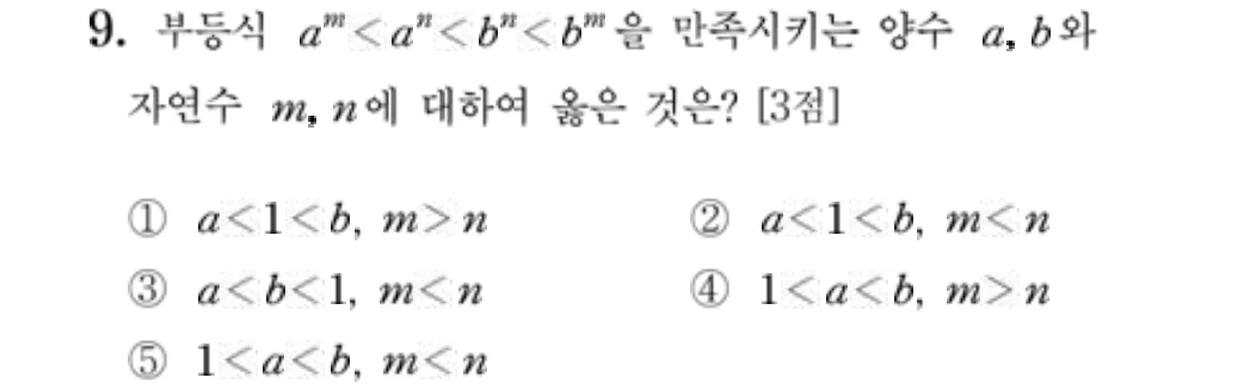 9. 부등식 aᵐ<aⁿ<bⁿ<bᵐ을 만족시키는 양수 a, b와
자연수 m, n에 대하여 옳은 것은? [3점]
① a<1<b, m>n ② a<1<b, m<n
③ a<b<1, m<n ④ 1<a<b, m>n
⑤ 1<a<b, m<n